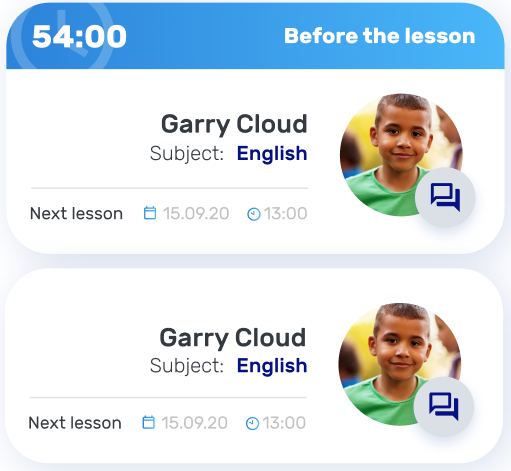 54:00 Before the lesson
Garry Cloud
Subject: English
Next lesson 15.09.20 13:00
Garry Cloud
Subject: English
Next lesson 15.09.20 13:00